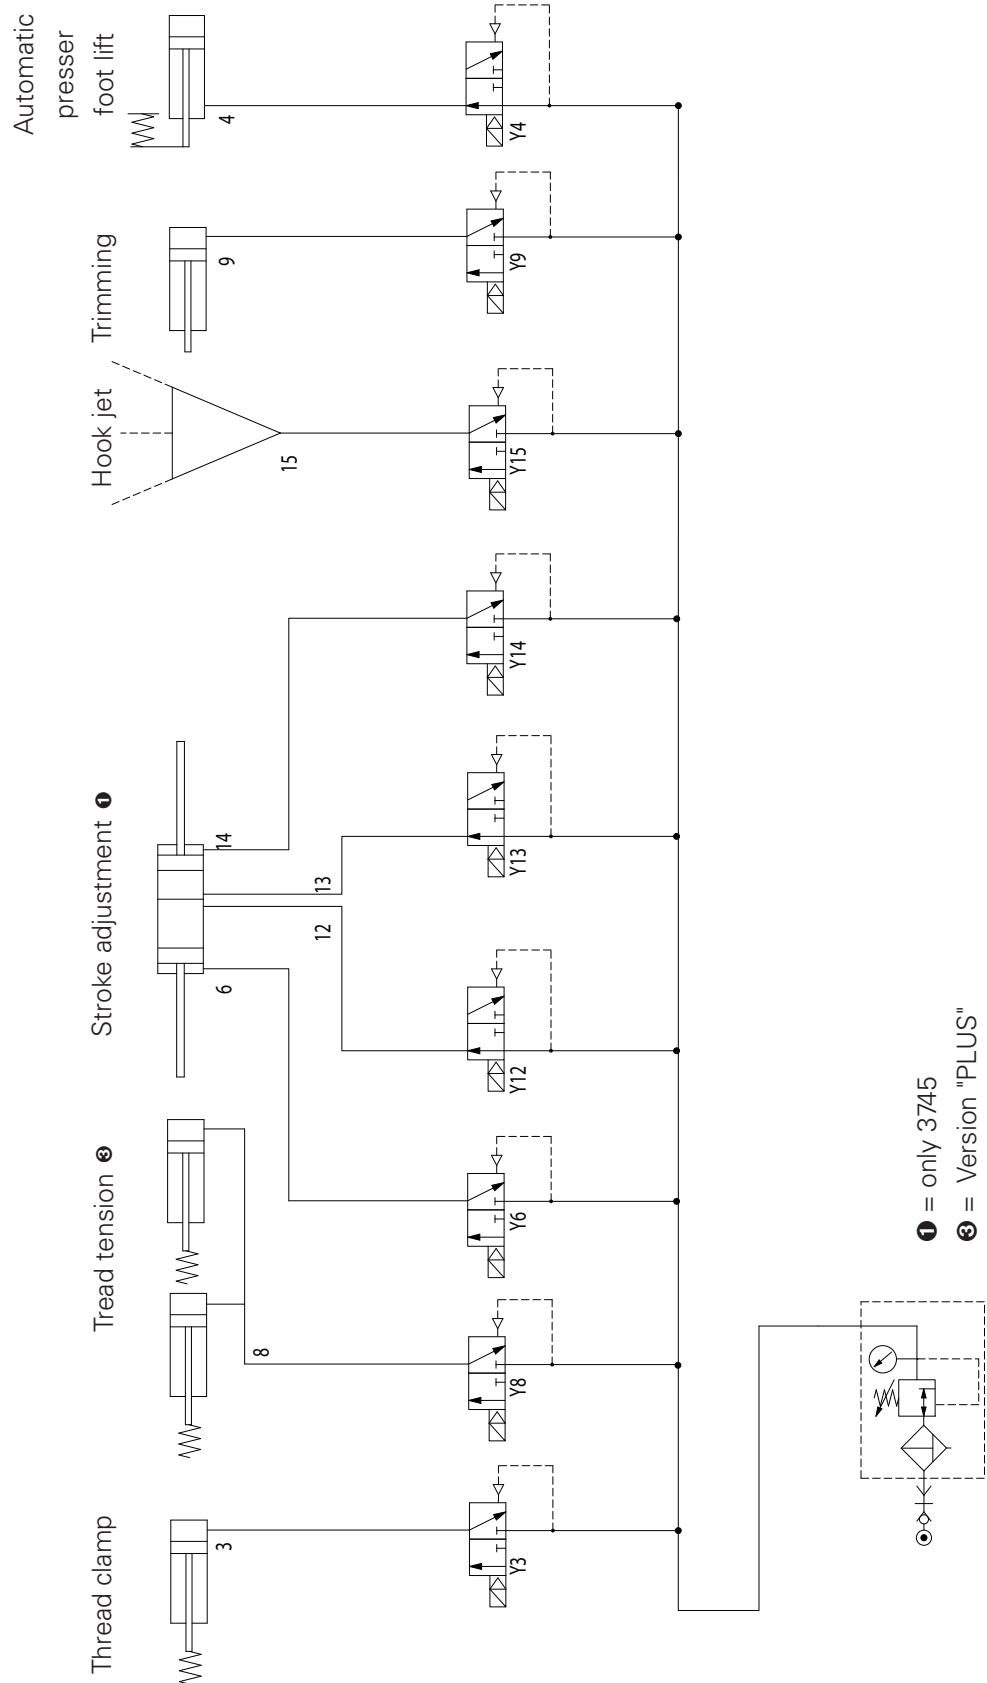 Automatic
presser
foot lift
4
Y4
Trimming
9
Y9
Hook jet
15
Y15
Y14
Stroke adjustment ❶
14
13
12
6
Y13
Y12
Tread tension ❸
8
Y6
Y8
Thread clamp
3
Y3
❶ = only 3745
❸ = Version "PLUS"